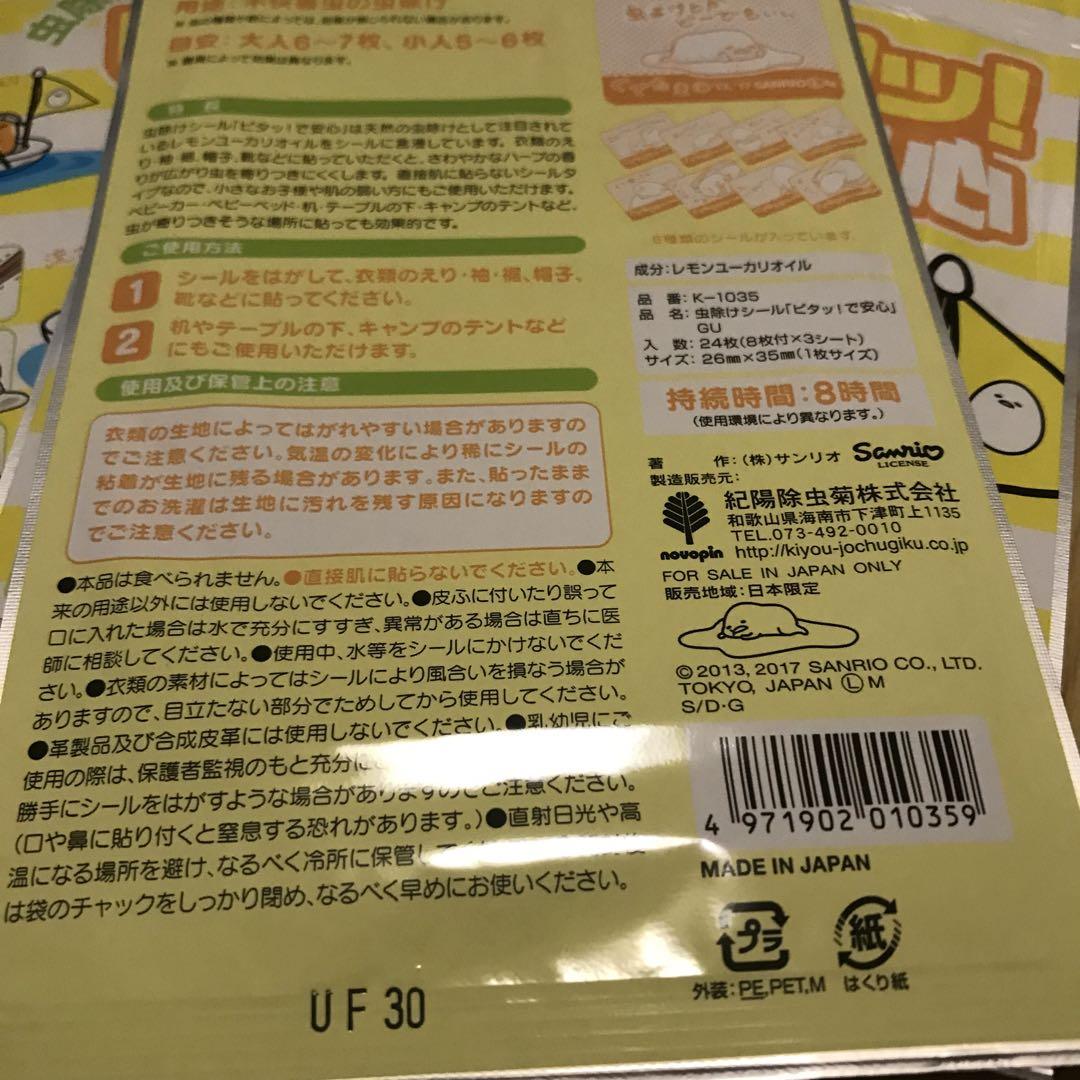 虫除
用途：不快害虫の虫除け
目安：大人6〜7枚、小人5〜6枚
※ 着用によって効果は異なります。
特 長
虫除けシール「ピタッ！で安心」は天然の虫除けとして注目されて
いるレモンユーカリオイルをシールに含浸しています。衣類のえ
り・袖・裾、帽子、靴などに貼っていただくと、さわやかなハーブの香
りが広がり虫を寄りつきにくくします。直接肌に貼らないシールタ
イプなので、小さなお子様や肌の弱い方にもご使用いただけます。
ベビーカー・ベビーベッド・机・テーブルの下・キャンプのテントなど、
虫が寄りつきそうな場所に貼っても効果的です。
ご使用方法
1 シールをはがして、衣類のえり・袖・裾、帽子、
靴などに貼ってください。
2 机やテーブルの下、キャンプのテントなど
にもご使用いただけます。
使用及び保管上の注意
衣類の生地によってはがれやすい場合がありますの
でご注意ください。気温の変化により稀にシールの
粘着が生地に残る場合があります。また、貼ったまま
でのお洗濯は生地に汚れを残す原因になりますの
でご注意ください。
●本品は食べられません。●直接肌に貼らないでください。●本
来の用途以外には使用しないでください。●皮ふに付いたり誤って
口に入れた場合は水で充分にすすぎ、異常がある場合は直ちに医
師に相談してください。●使用中、水等をシールにかけないでくだ
さい。●衣類の素材によってはシールにより風合いを損なう場合が
ありますので、目立たない部分でためしてから使用してください。
●革製品及び合成皮革には使用しないでください。●乳幼児にご
使用の際は、保護者監視のもと充分に
勝手にシールをはがすような場合がありますのでご注意ください。
(口や鼻に貼り付くと窒息する恐れがあります。)●直射日光や高
温になる場所を避け、なるべく冷所に保管して
は袋のチャックをしっかり閉め、なるべく早めにお使いください。
UF30
8種類のシールが入っています
成分：レモンユーカリオイル
品 番：K-1035
品 名：虫除けシール「ピタッ！で安心」
GU
入 数：24枚(8枚付×3シート)
サイズ：26mm×35mm(1枚サイズ)
持続時間：8時間
(使用環境により異なります。)
著 作：(株)サンリオ Sanrio
LICENSE
製造販売元：
紀陽除虫菊株式会社
和歌山県海南市下津町上1135
TEL.073-492-0010
novopin http://kiyou-jochugiku.co.jp
FOR SALE IN JAPAN ONLY
販売地域：日本限定
©2013, 2017 SANRIO CO., LTD.
TOKYO, JAPAN Ⓛ M
S/D・G
4 971902 010359
MADE IN JAPAN
プラ 紙
外装：PE,PET,M はくり紙
ッ！
心